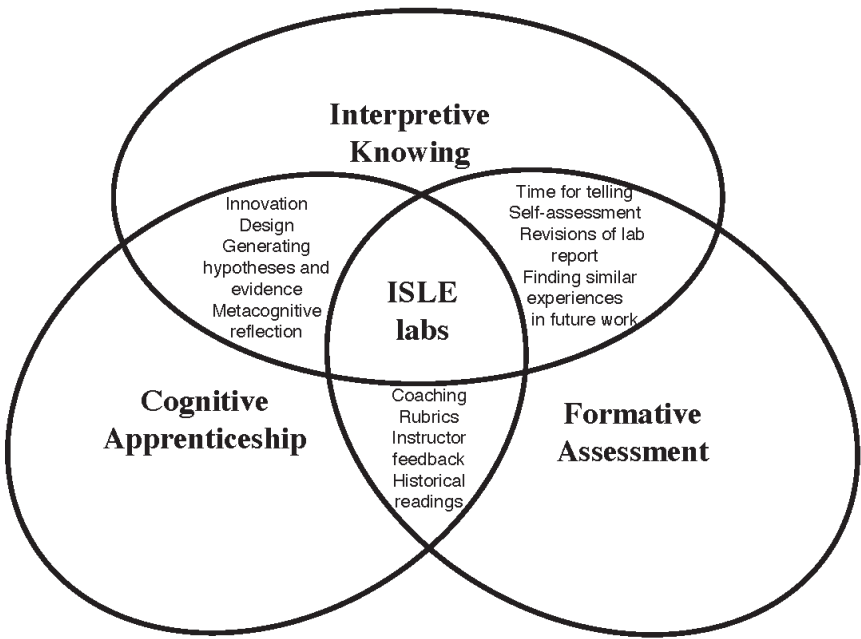 Interpretive
Knowing
Innovation
Design
Generating
hypotheses and
evidence
Metacognitive
reflection
Time for telling
Self-assessment
Revisions of lab
report
Finding similar
experiences
in future work
ISLE
labs
Cognitive
Apprenticeship
Coaching
Rubrics
Instructor
feedback
Historical
readings
Formative
Assessment